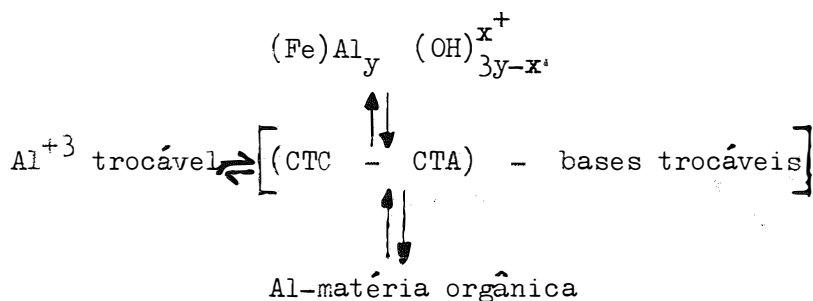 (Fe)Al_y (OH)^{x+}_{3y-x}
Al^{+3} trocável ⇌ [(CTC - CTA) - bases trocáveis]
Al-matéria orgânica